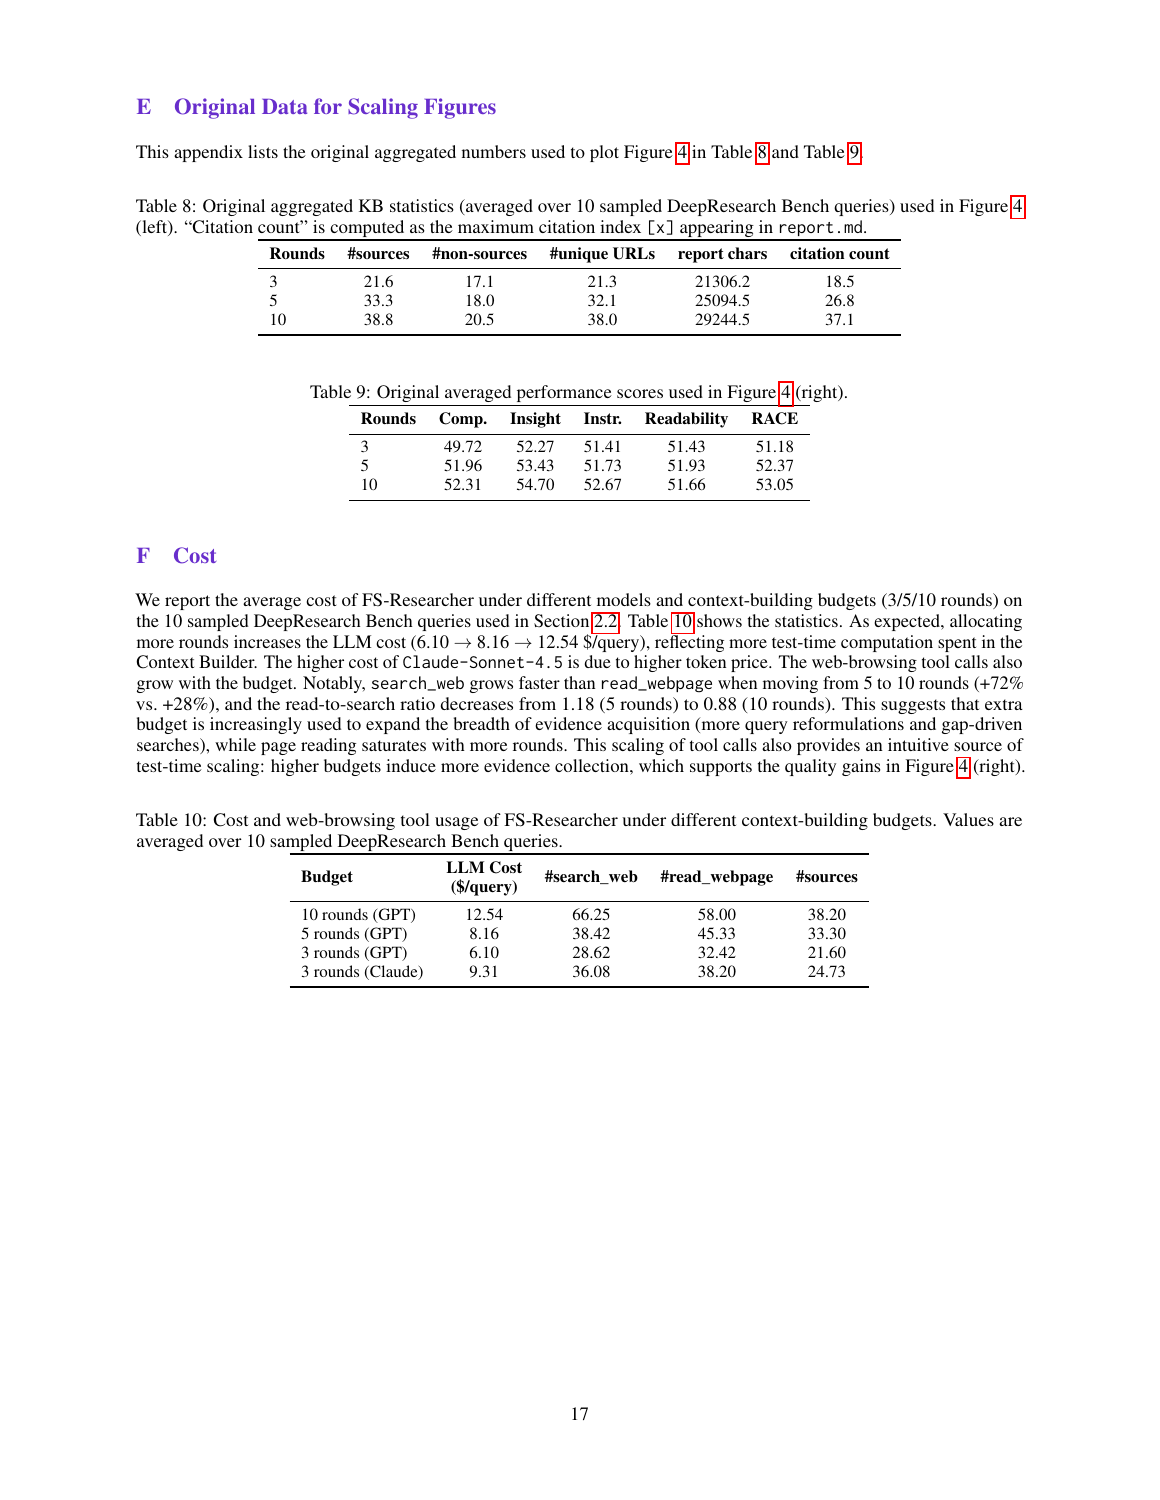 E Original Data for Scaling Figures
This appendix lists the original aggregated numbers used to plot Figure 4 in Table 8 and Table 9.
Table 8: Original aggregated KB statistics (averaged over 10 sampled DeepResearch Bench queries) used in Figure 4
(left). “Citation count” is computed as the maximum citation index [x] appearing in report.md.
Rounds #sources #non-sources #unique URLs report chars citation count
3 21.6 17.1 21.3 21306.2 18.5
5 33.3 18.0 32.1 25094.5 26.8
10 38.8 20.5 38.0 29244.5 37.1
Table 9: Original averaged performance scores used in Figure 4 (right).
Rounds Comp. Insight Instr. Readability RACE
3 49.72 52.27 51.41 51.43 51.18
5 51.96 53.43 51.73 51.93 52.37
10 52.31 54.70 52.67 51.66 53.05
F Cost
We report the average cost of FS-Researcher under different models and context-building budgets (3/5/10 rounds) on
the 10 sampled DeepResearch Bench queries used in Section 2.2. Table 10 shows the statistics. As expected, allocating
more rounds increases the LLM cost (6.10 → 8.16 → 12.54 $/query), reflecting more test-time computation spent in the
Context Builder. The higher cost of Claude-Sonnet-4.5 is due to higher token price. The web-browsing tool calls also
grow with the budget. Notably, search_web grows faster than read_webpage when moving from 5 to 10 rounds (+72%
vs. +28%), and the read-to-search ratio decreases from 1.18 (5 rounds) to 0.88 (10 rounds). This suggests that extra
budget is increasingly used to expand the breadth of evidence acquisition (more query reformulations and gap-driven
searches), while page reading saturates with more rounds. This scaling of tool calls also provides an intuitive source of
test-time scaling: higher budgets induce more evidence collection, which supports the quality gains in Figure 4 (right).
Table 10: Cost and web-browsing tool usage of FS-Researcher under different context-building budgets. Values are
averaged over 10 sampled DeepResearch Bench queries.
Budget LLM Cost ($/query) #search_web #read_webpage #sources
10 rounds (GPT) 12.54 66.25 58.00 38.20
5 rounds (GPT) 8.16 38.42 45.33 33.30
3 rounds (GPT) 6.10 28.62 32.42 21.60
3 rounds (Claude) 9.31 36.08 38.20 24.73
17